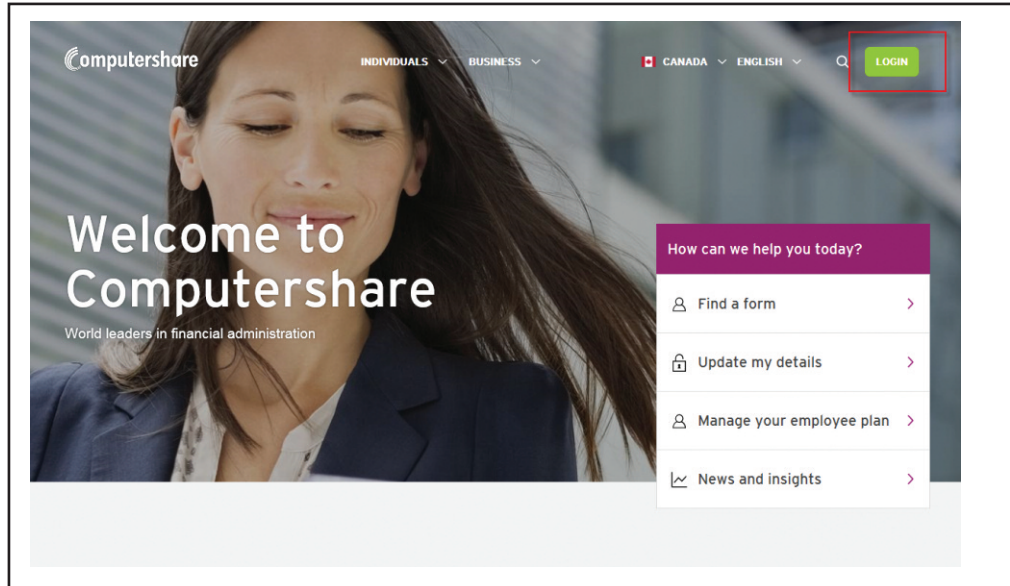 Computershare
INDIVIDUALS BUSINESS CANADA ENGLISH LOGIN
Welcome to
Computershare
World leaders in financial administration
How can we help you today?
Find a form
Update my details
Manage your employee plan
News and insights